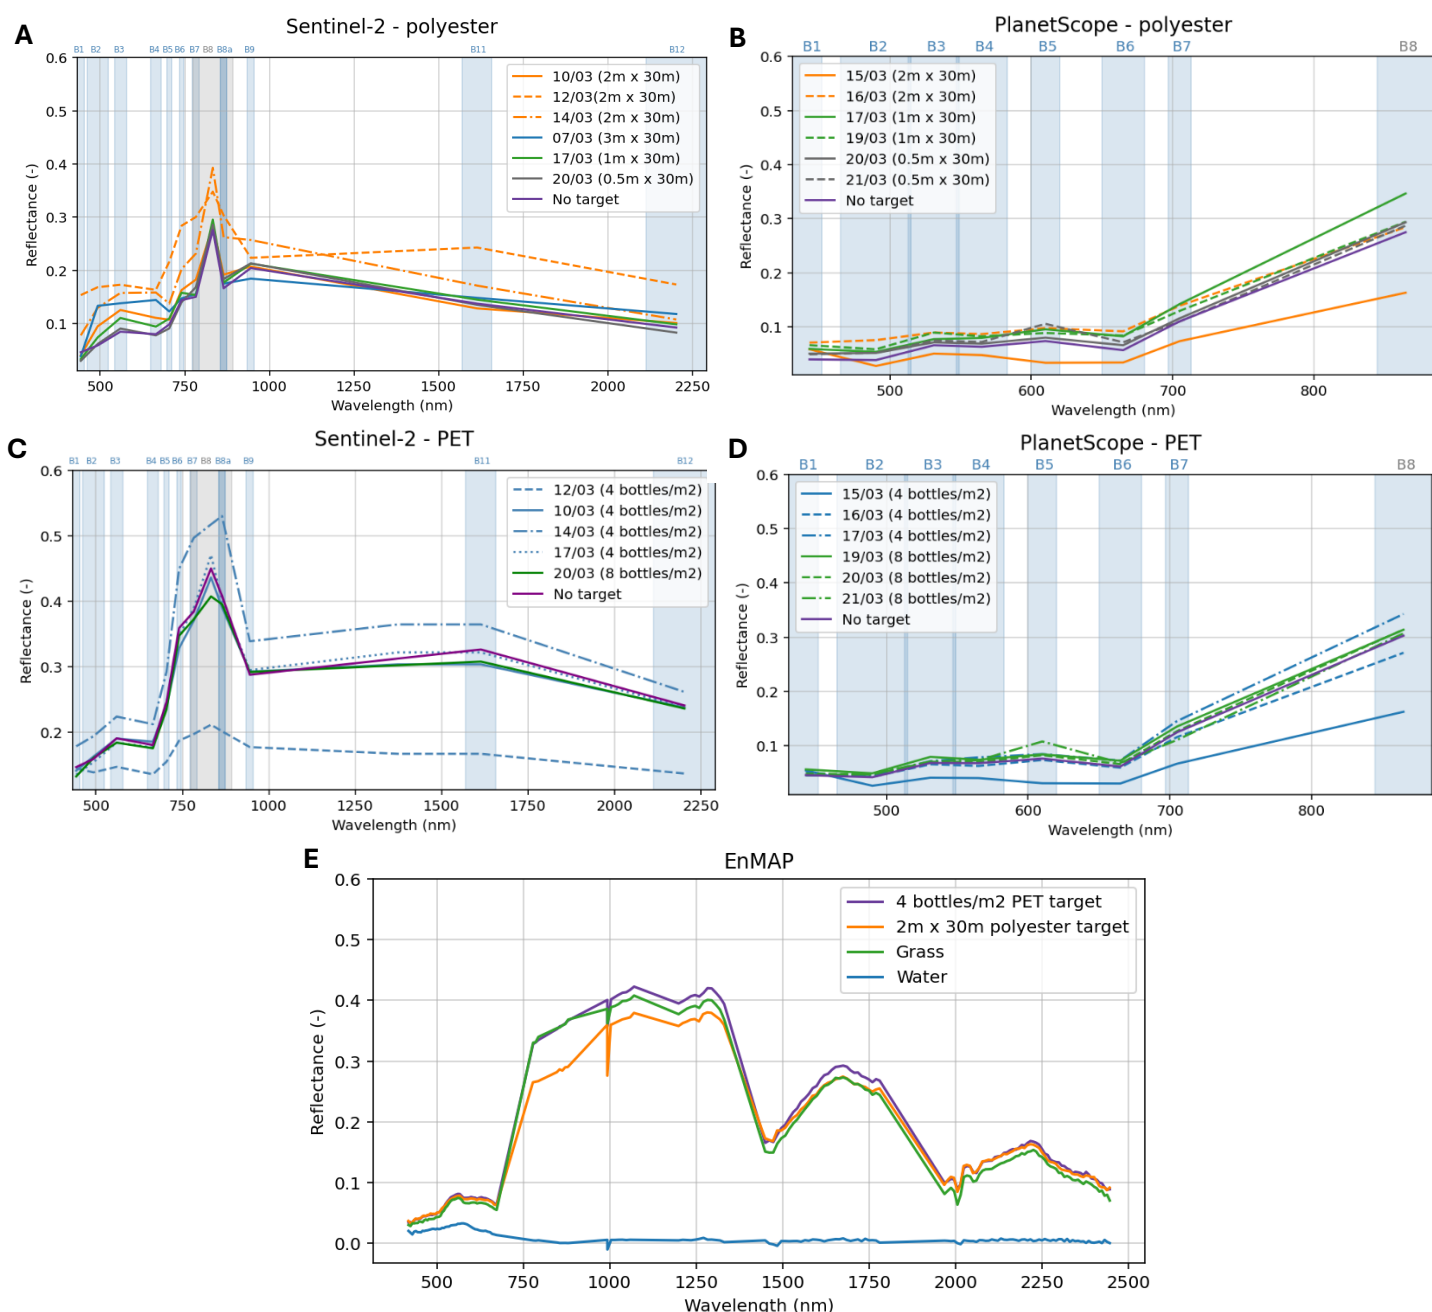 A
Sentinel-2 - polyester
B1 B2 B3 B4 B5 B6 B7 B8 B8a B9 B11 B12
0.6
0.5
0.4
0.3
0.2
0.1
Reflectance (-)
10/03 (2m x 30m)
12/03(2m x 30m)
14/03 (2m x 30m)
07/03 (3m x 30m)
17/03 (1m x 30m)
20/03 (0.5m x 30m)
No target
500 750 1000 1250 1500 1750 2000 2250
Wavelength (nm)
B
PlanetScope - polyester
B1 B2 B3 B4 B5 B6 B7 B8
0.6
0.5
0.4
0.3
0.2
0.1
Reflectance (-)
15/03 (2m x 30m)
16/03 (2m x 30m)
17/03 (1m x 30m)
19/03 (1m x 30m)
20/03 (0.5m x 30m)
21/03 (0.5m x 30m)
No target
500 600 700 800
Wavelength (nm)
C
Sentinel-2 - PET
B1 B2 B3 B4 B5 B6 B7 B8 B8a B9 B11 B12
0.6
0.5
0.4
0.3
0.2
Reflectance (-)
12/03 (4 bottles/m2)
10/03 (4 bottles/m2)
14/03 (4 bottles/m2)
17/03 (4 bottles/m2)
20/03 (8 bottles/m2)
No target
500 750 1000 1250 1500 1750 2000 2250
Wavelength (nm)
D
PlanetScope - PET
B1 B2 B3 B4 B5 B6 B7 B8
0.6
0.5
0.4
0.3
0.2
0.1
Reflectance (-)
15/03 (4 bottles/m2)
16/03 (4 bottles/m2)
17/03 (4 bottles/m2)
19/03 (8 bottles/m2)
20/03 (8 bottles/m2)
21/03 (8 bottles/m2)
No target
500 600 700 800
Wavelength (nm)
E
EnMAP
0.6
0.5
0.4
0.3
0.2
0.1
0.0
Reflectance (-)
4 bottles/m2 PET target
2m x 30m polyester target
Grass
Water
500 750 1000 1250 1500 1750 2000 2250 2500
Wavelength (nm)